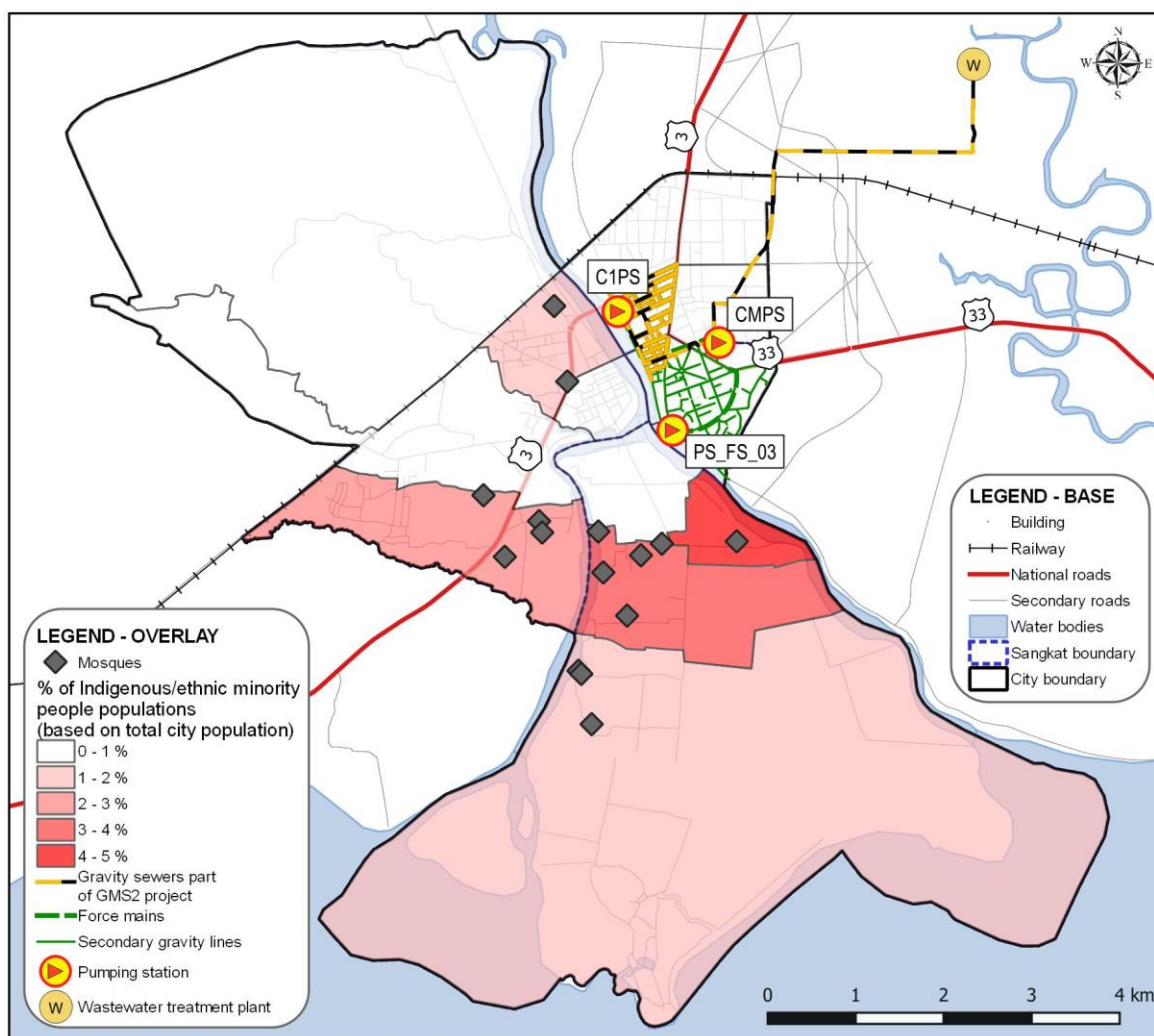 N
W
E
S
W
3
C1PS
CMPS
33
33
3
PS_FS_03
LEGEND - BASE
Building
Railway
National roads
Secondary roads
Water bodies
Sangkat boundary
City boundary
LEGEND - OVERLAY
Mosques
% of Indigenous/ethnic minority
people populations
(based on total city population)
0 - 1 %
1 - 2 %
2 - 3 %
3 - 4 %
4 - 5 %
Gravity sewers part
of GMS2 project
Force mains
Secondary gravity lines
Pumping station
W Wastewater treatment plant
0 1 2 3 4 km